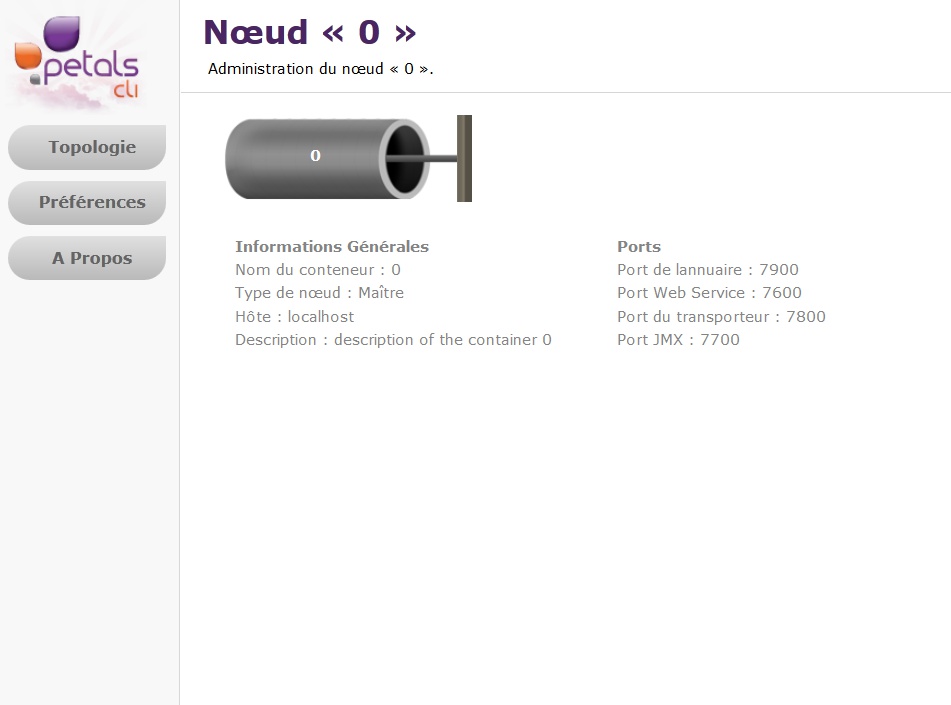 petals
cli
Topologie
Préférences
A Propos
Nœud « 0 »
Administration du nœud « 0 ».
0
Informations Générales
Nom du conteneur : 0
Type de nœud : Maître
Hôte : localhost
Description : description of the container 0
Ports
Port de lannuaire : 7900
Port Web Service : 7600
Port du transporteur : 7800
Port JMX : 7700